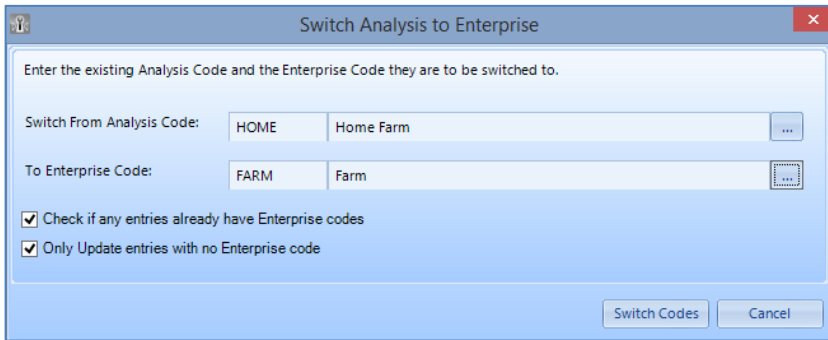 Switch Analysis to Enterprise
Enter the existing Analysis Code and the Enterprise Code they are to be switched to.
Switch From Analysis Code: HOME Home Farm ...
To Enterprise Code: FARM Farm ...
Check if any entries already have Enterprise codes
Only Update entries with no Enterprise code
Switch Codes Cancel